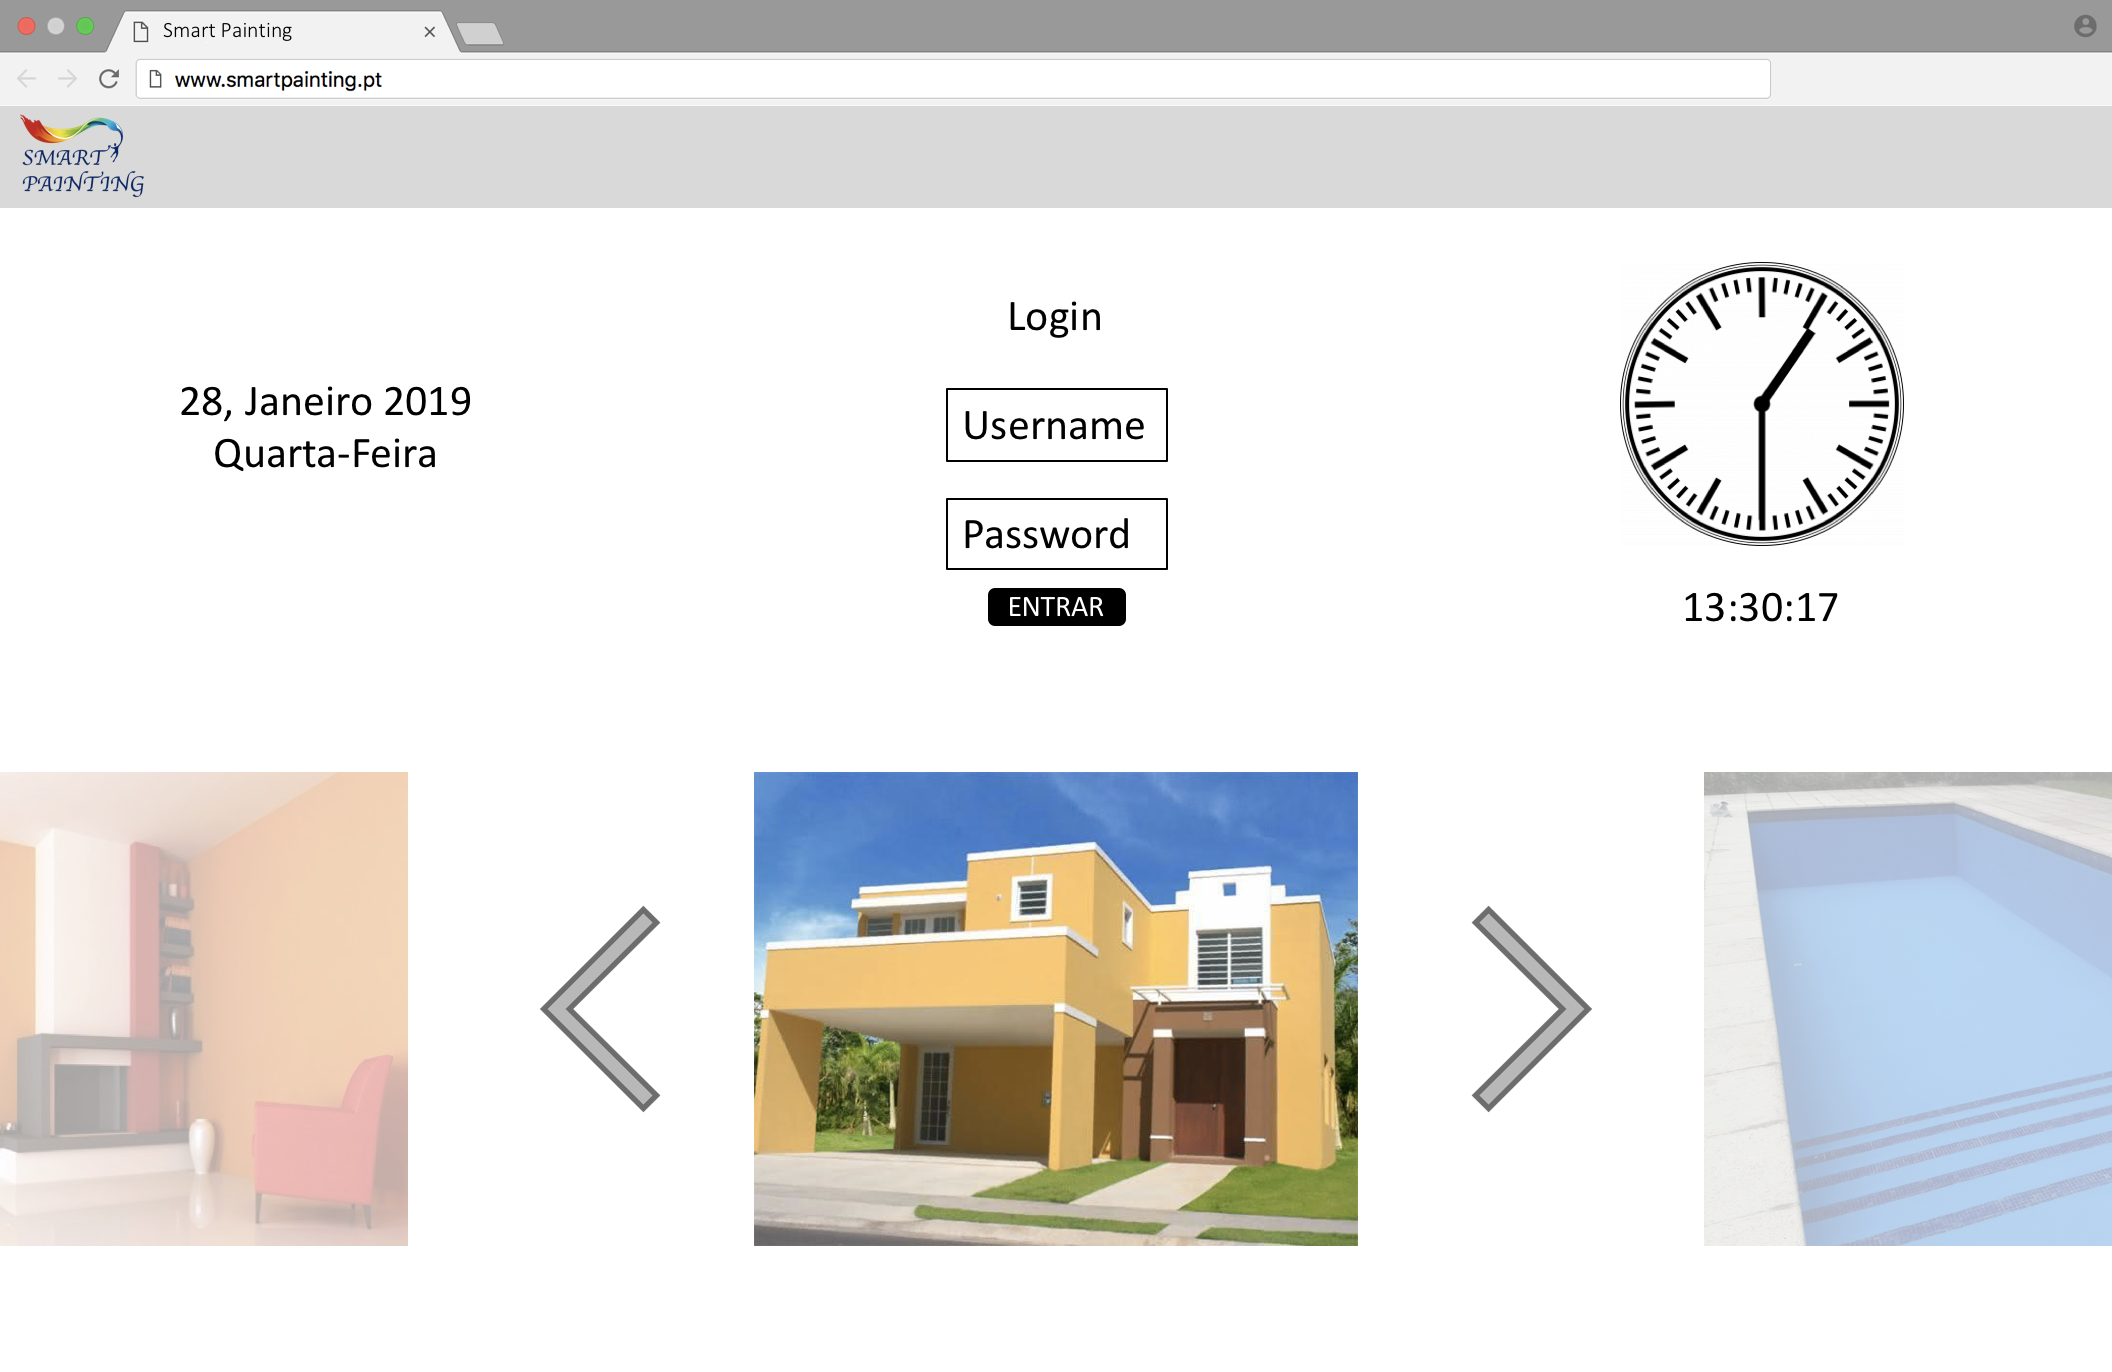 Smart Painting
www.smartpainting.pt
SMART
PAINTING
28, Janeiro 2019
Quarta-Feira
Login
Username
Password
ENTRAR
13:30:17